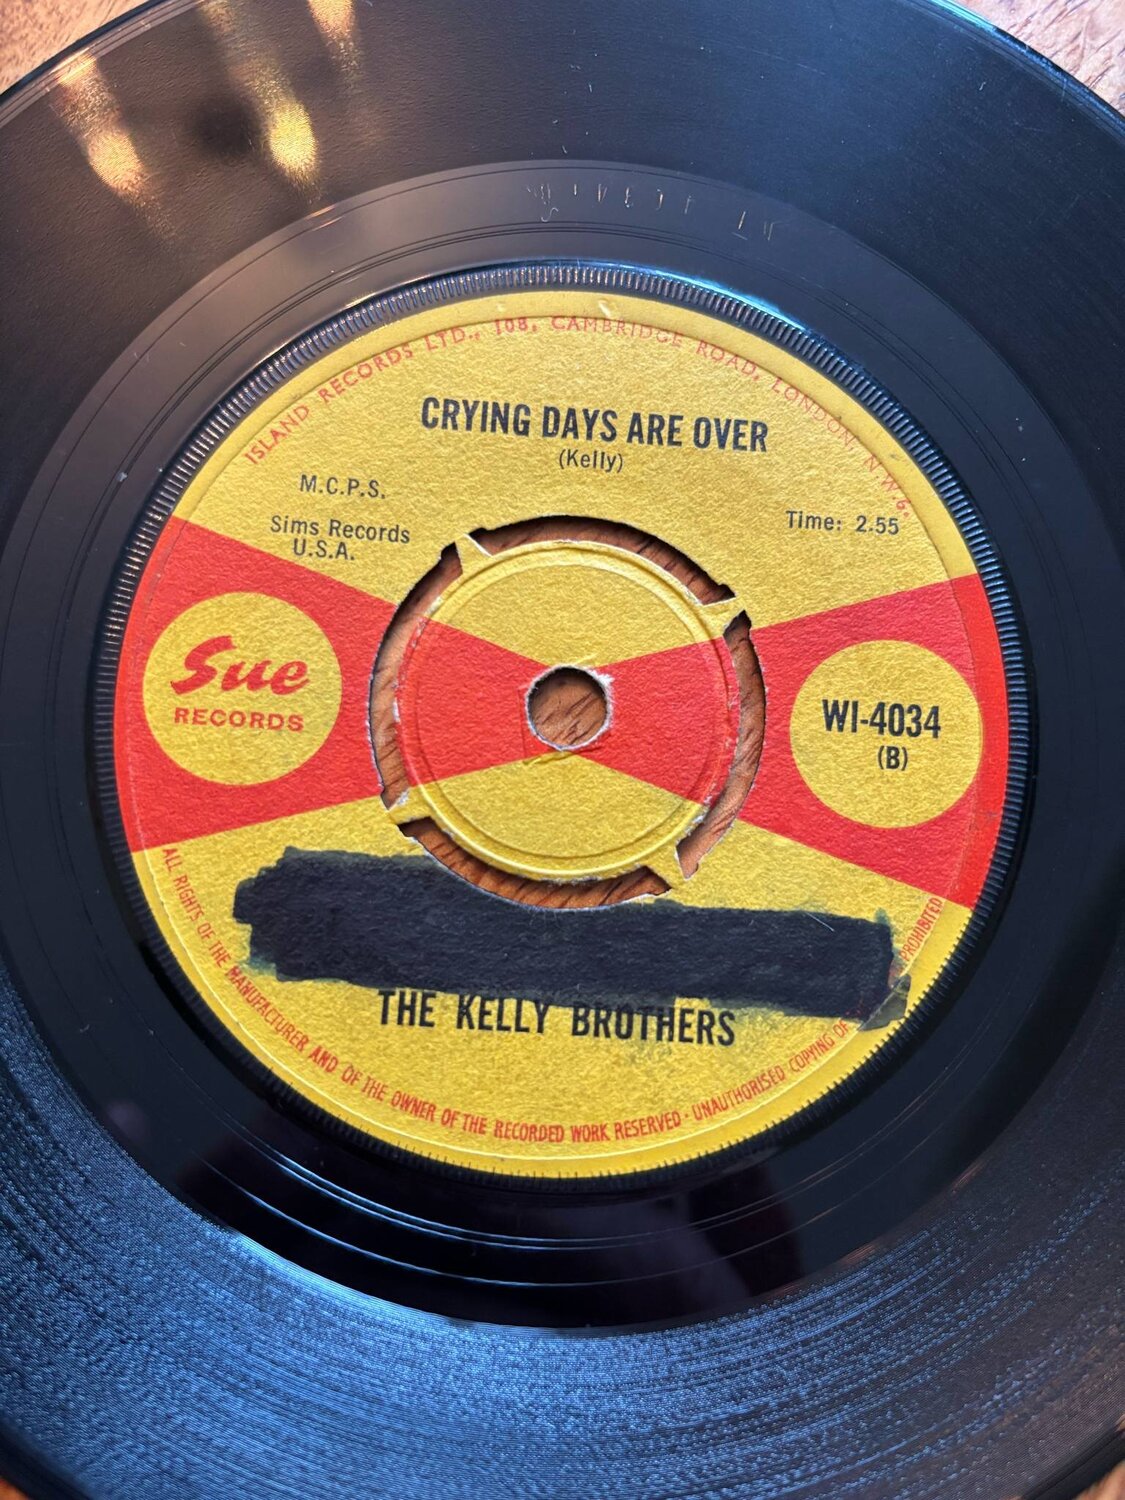 ISLAND RECORDS LTD., 108, CAMBRIDGE ROAD, LONDON, N.W.6.
CRYING DAYS ARE OVER
(Kelly)
M.C.P.S.
Time: 2.55
Sims Records
U.S.A.
Sue
RECORDS
WI-4034
(B)
THE KELLY BROTHERS
ALL RIGHTS OF THE MANUFACTURER AND OF THE OWNER OF THE RECORDED WORK RESERVED · UNAUTHORISED COPYING OF PROHIBITED